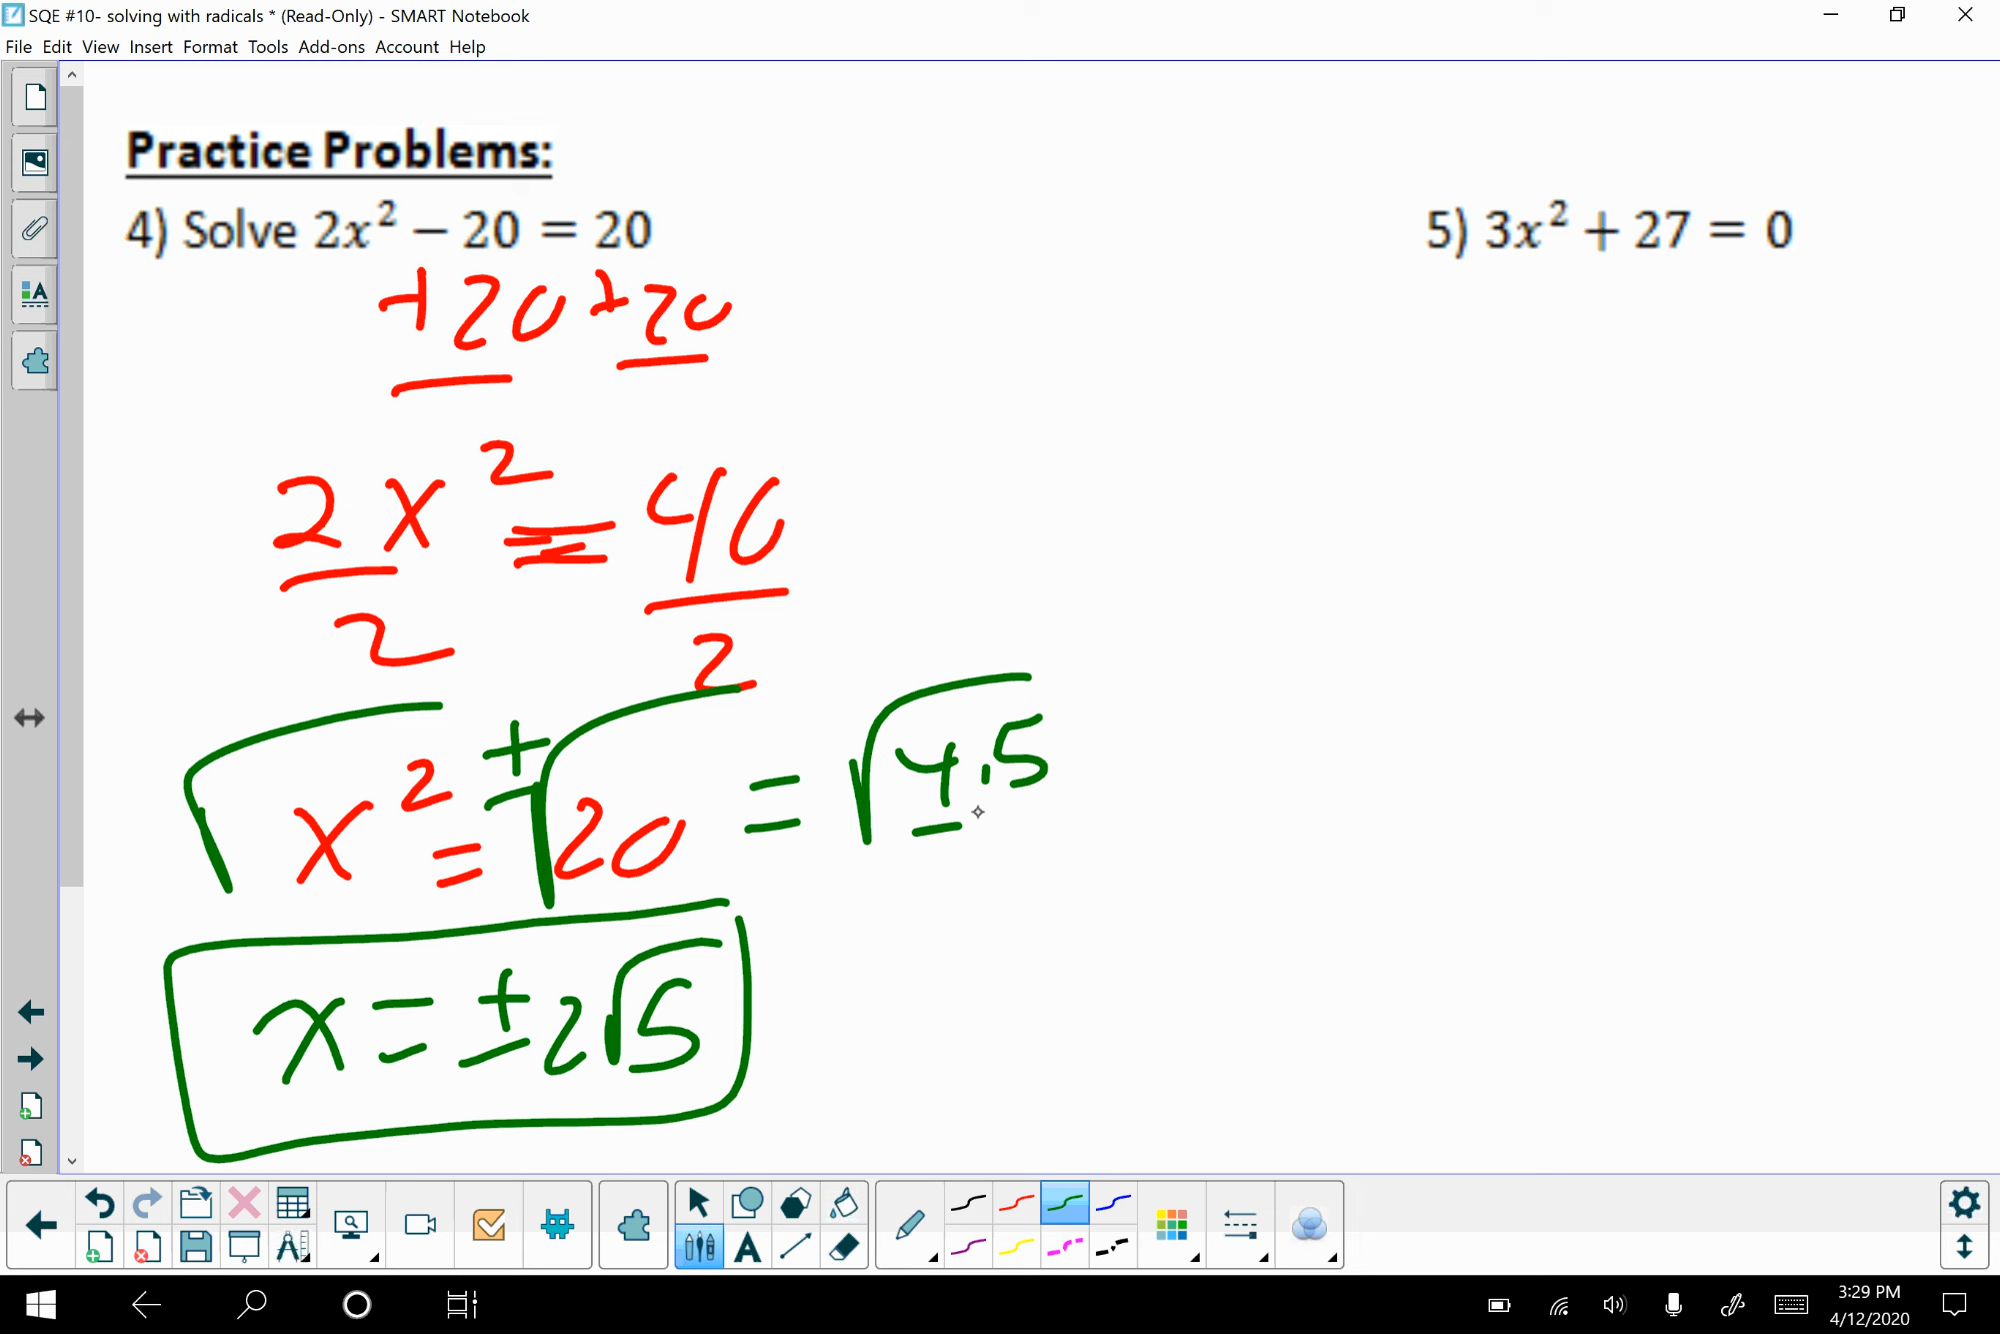 SQE #10- solving with radicals * (Read-Only) - SMART Notebook
File Edit View Insert Format Tools Add-ons Account Help
Practice Problems:
4) Solve 2x² − 20 = 20
5) 3x² + 27 = 0
+20 +20
2x² = 40
2 2
√x² = ±√20 = √4.5
x = ±2√5
3:29 PM
4/12/2020